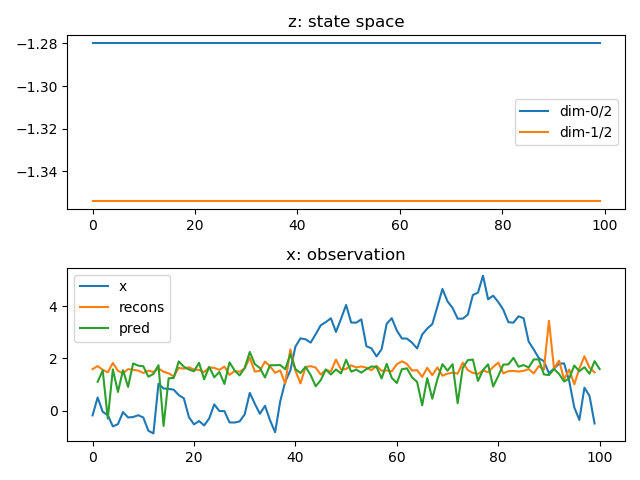 z: state space
−1.28
−1.30
−1.32
−1.34
dim-0/2
dim-1/2
0 20 40 60 80 100
x: observation
x
recons
pred
4
2
0
0 20 40 60 80 100